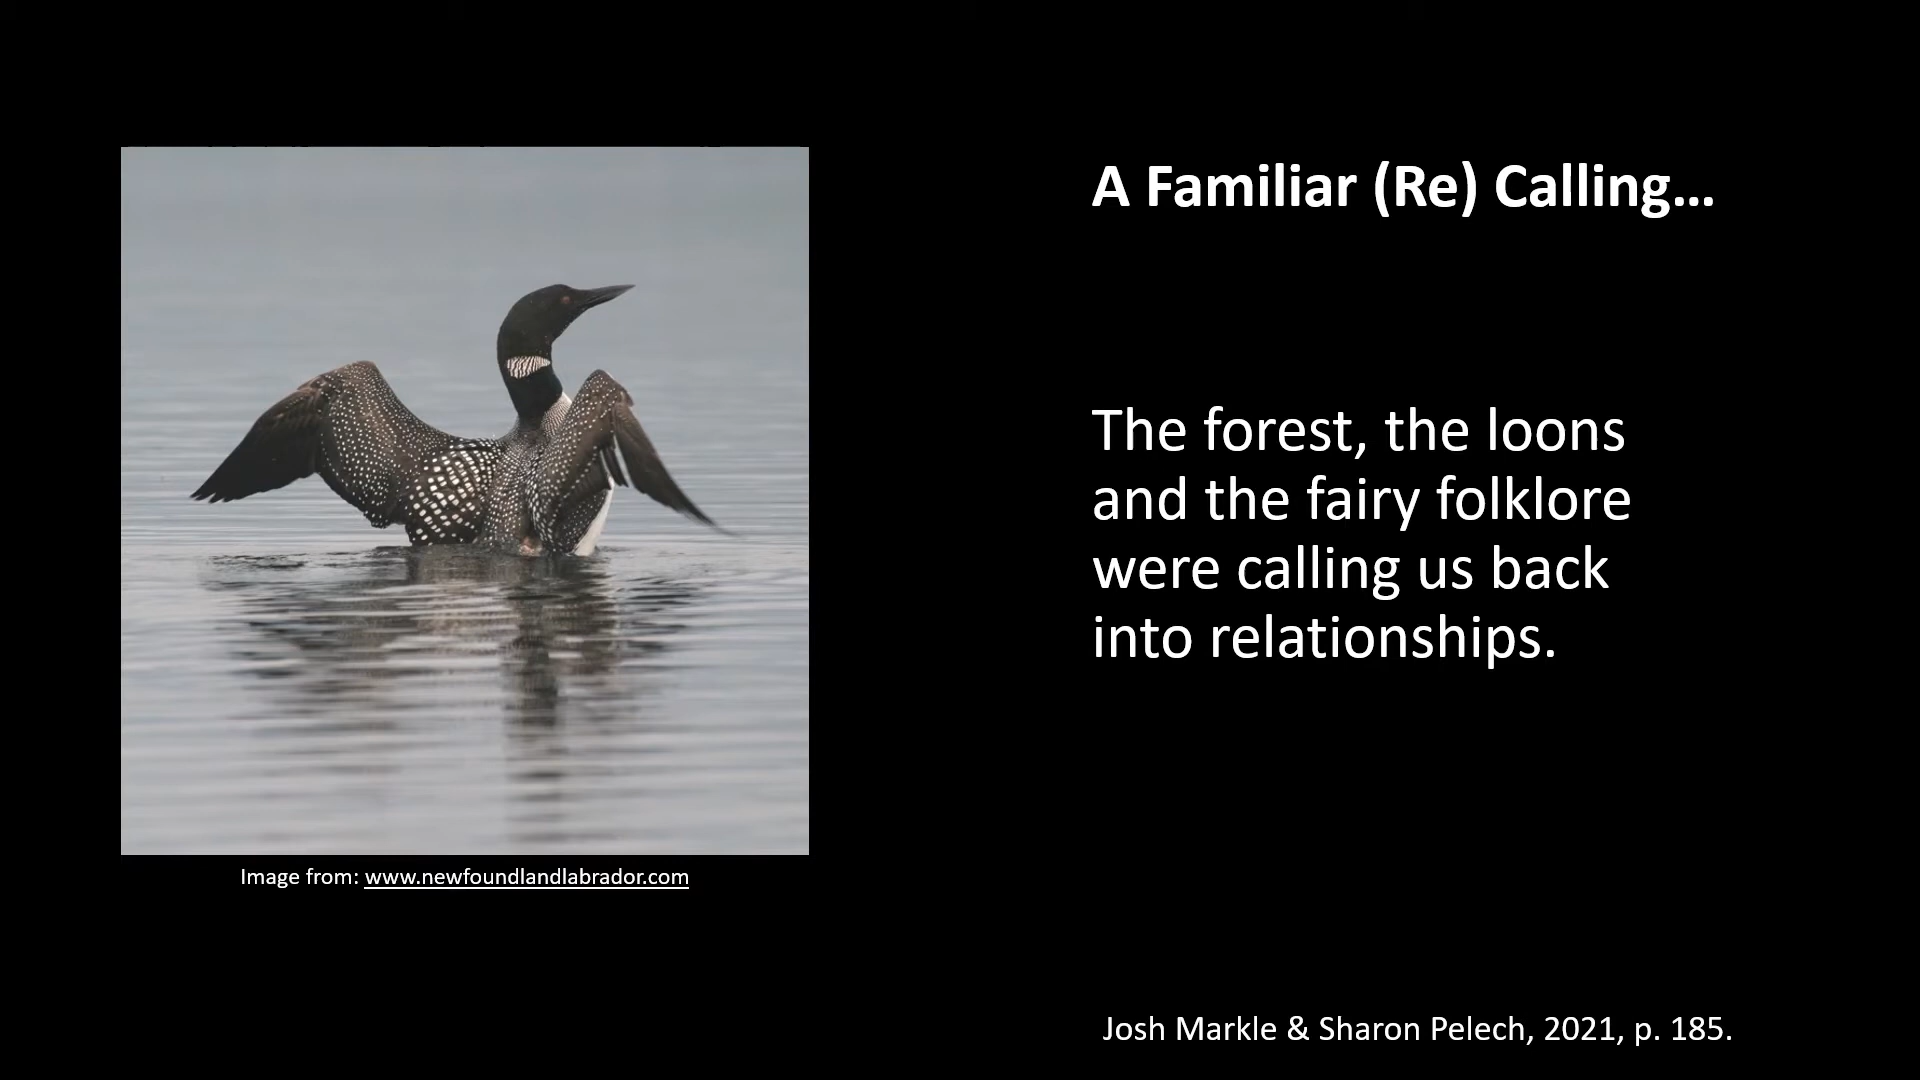 A Familiar (Re) Calling...
The forest, the loons
and the fairy folklore
were calling us back
into relationships.
Image from: www.newfoundlandlabrador.com
Josh Markle & Sharon Pelech, 2021, p. 185.